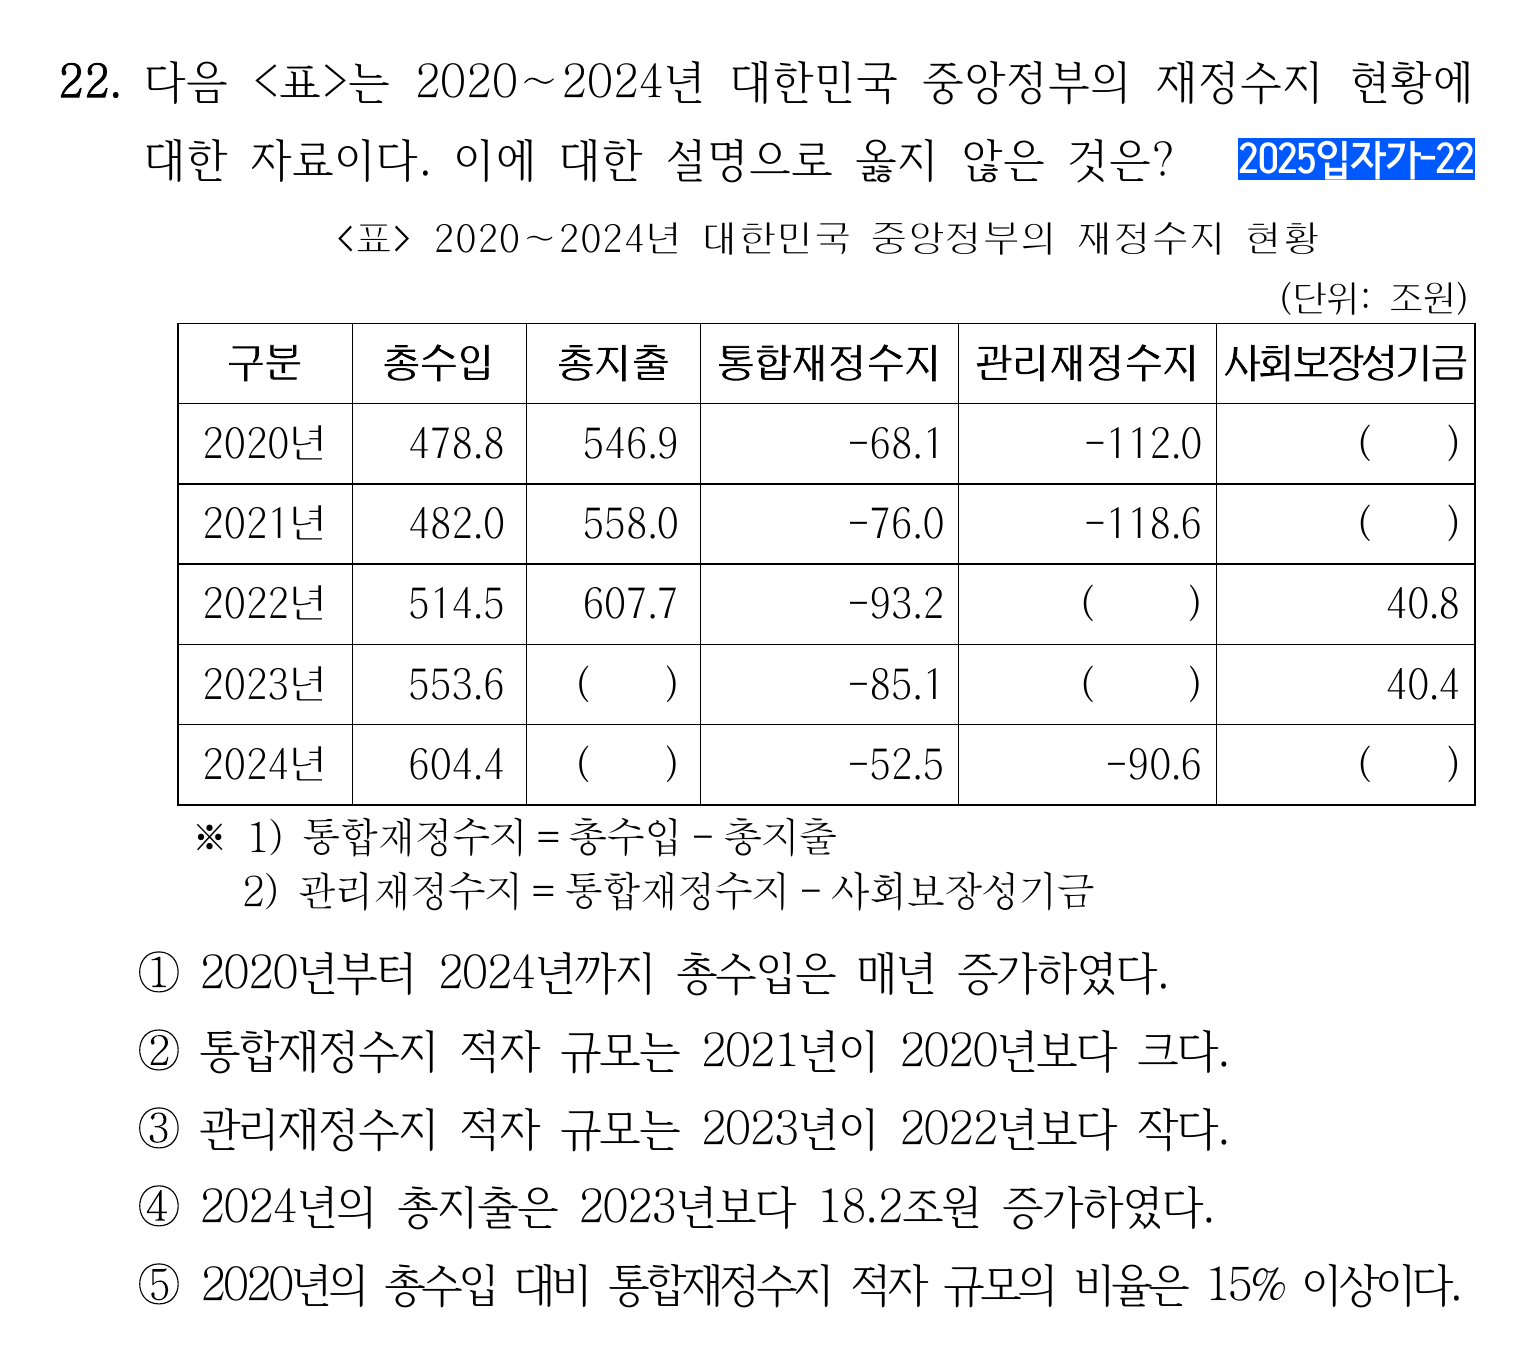 22. 다음 <표>는 2020~2024년 대한민국 중앙정부의 재정수지 현황에
대한 자료이다. 이에 대한 설명으로 옳지 않은 것은? 2025입자가-22
<표> 2020~2024년 대한민국 중앙정부의 재정수지 현황
(단위: 조원)
구분 총수입 총지출 통합재정수지 관리재정수지 사회보장성기금
2020년 478.8 546.9 -68.1 -112.0 ( )
2021년 482.0 558.0 -76.0 -118.6 ( )
2022년 514.5 607.7 -93.2 ( ) 40.8
2023년 553.6 ( ) -85.1 ( ) 40.4
2024년 604.4 ( ) -52.5 -90.6 ( )
※ 1) 통합재정수지 = 총수입 - 총지출
2) 관리재정수지 = 통합재정수지 - 사회보장성기금
① 2020년부터 2024년까지 총수입은 매년 증가하였다.
② 통합재정수지 적자 규모는 2021년이 2020년보다 크다.
③ 관리재정수지 적자 규모는 2023년이 2022년보다 작다.
④ 2024년의 총지출은 2023년보다 18.2조원 증가하였다.
⑤ 2020년의 총수입 대비 통합재정수지 적자 규모의 비율은 15% 이상이다.